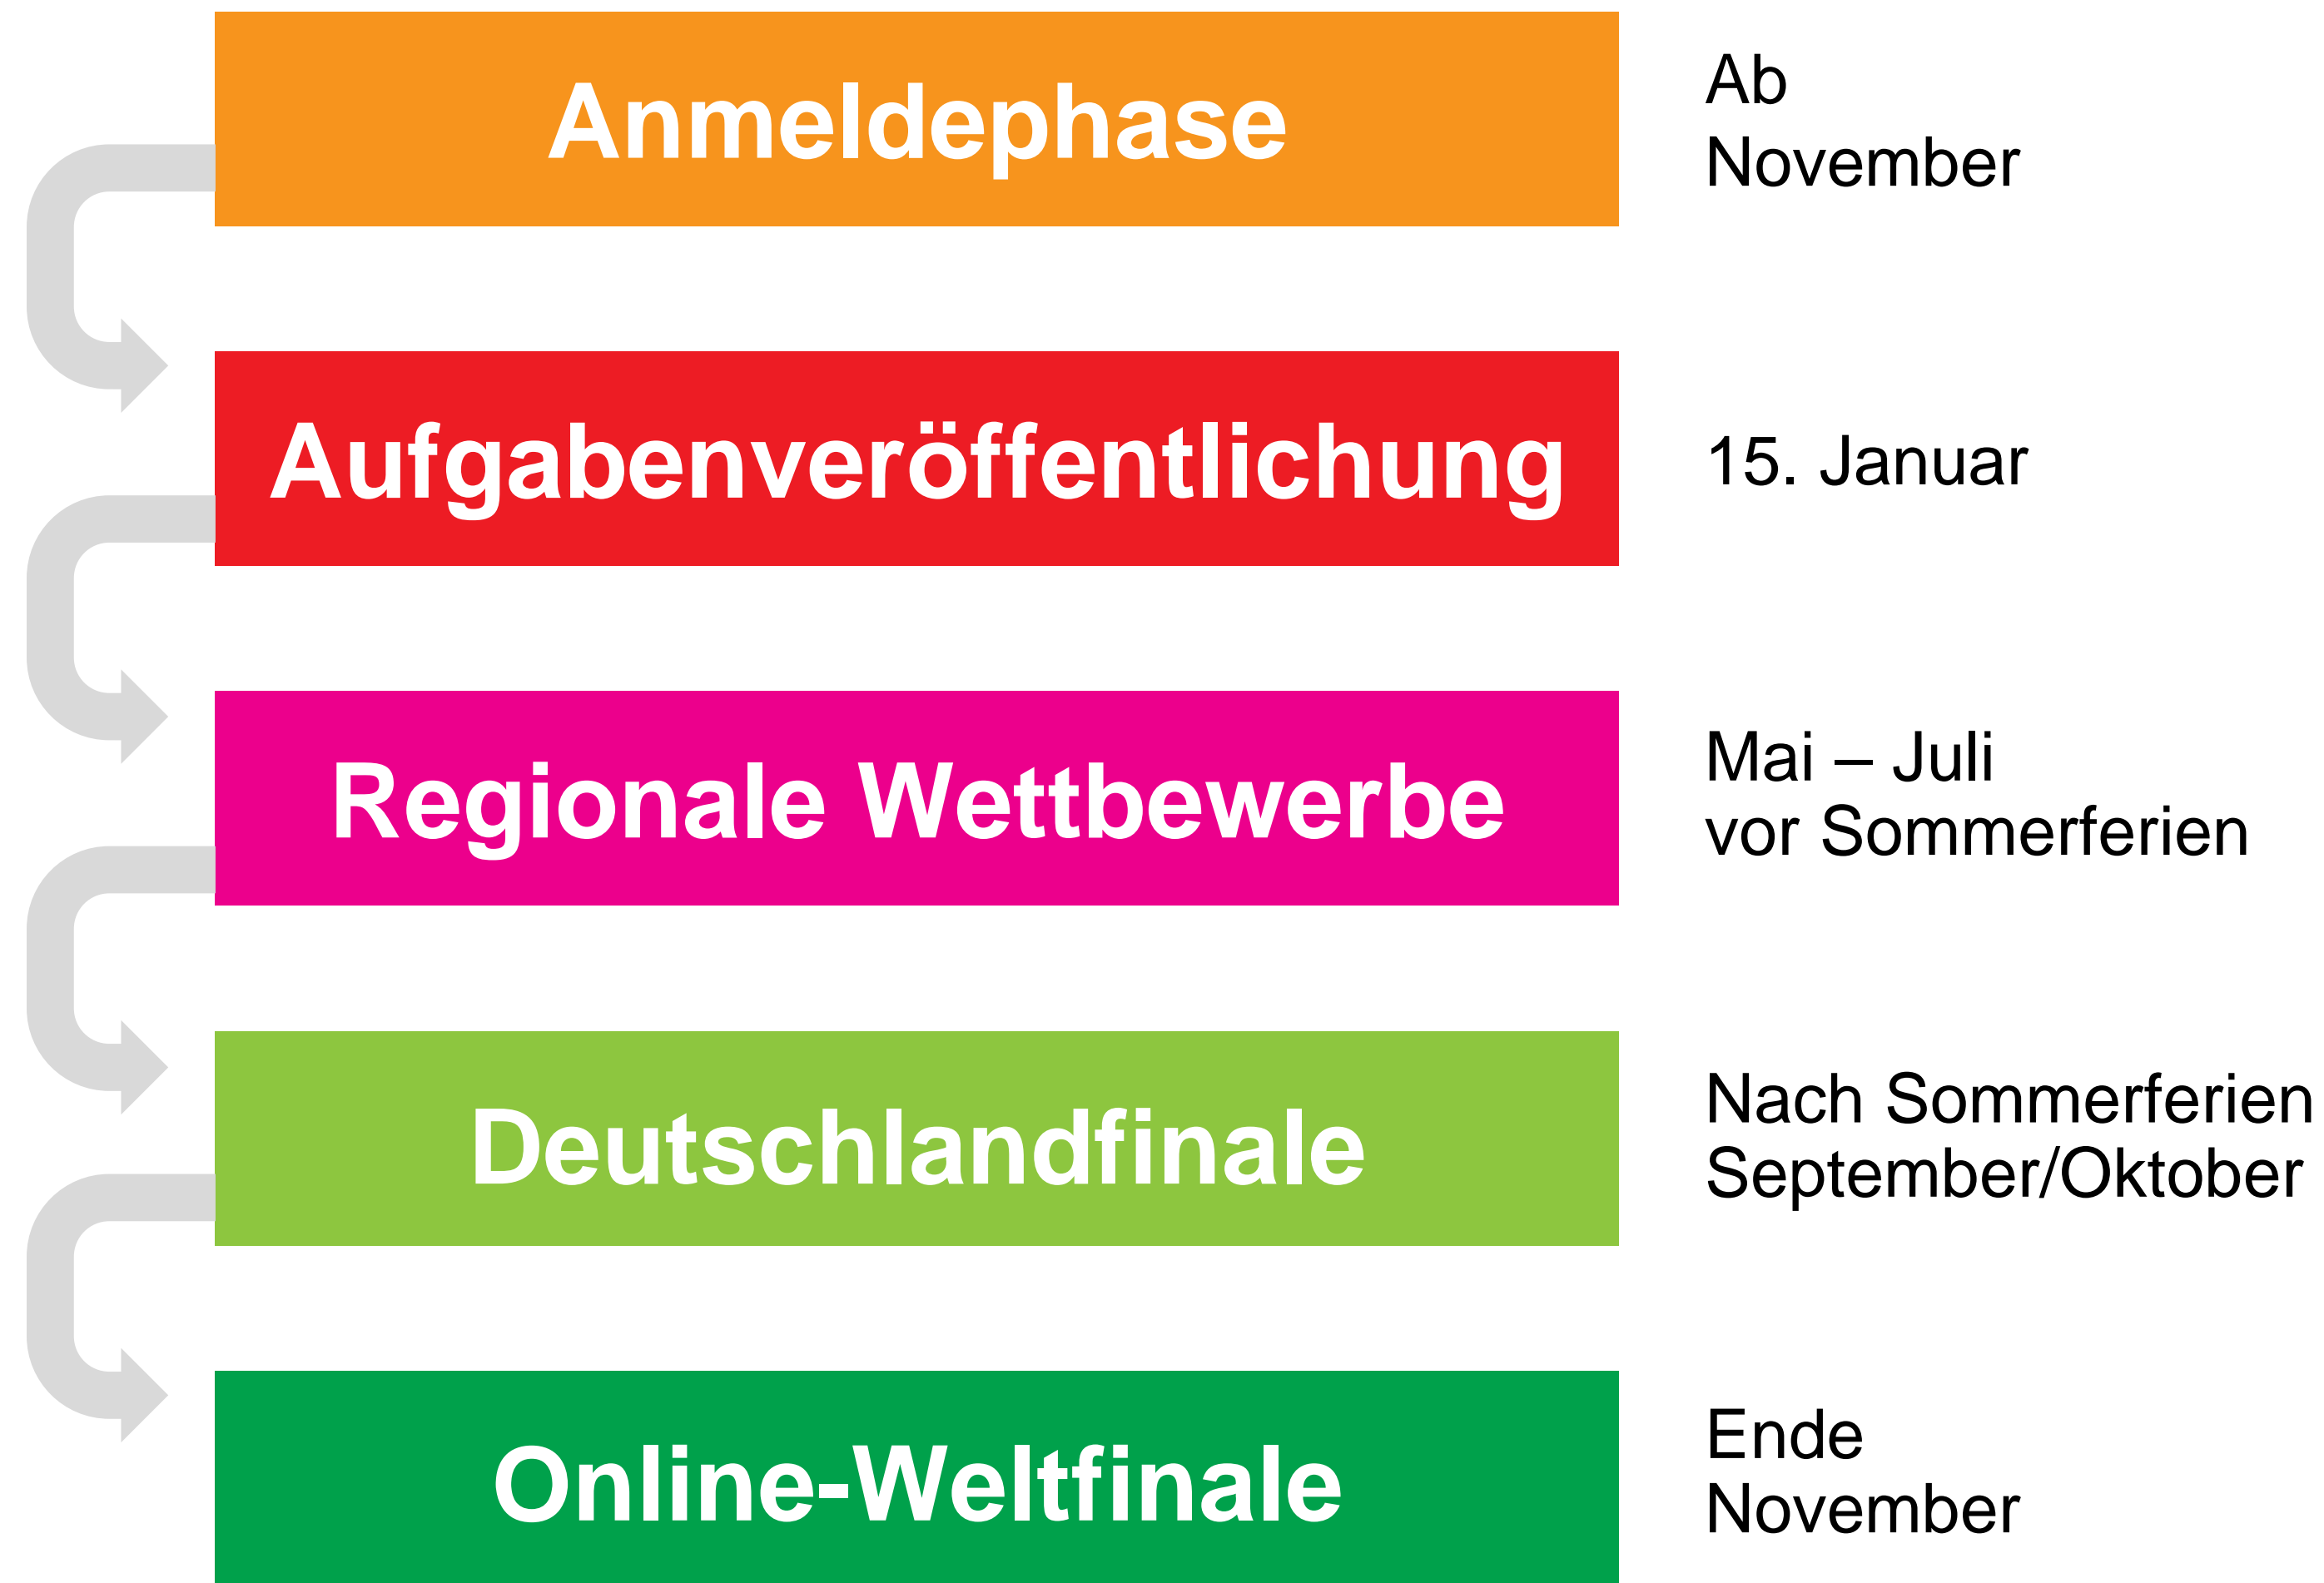 Anmeldephase
Ab
November
Aufgabenveröffentlichung
15. Januar
Regionale Wettbewerbe
Mai – Juli
vor Sommerferien
Deutschlandfinale
Nach Sommerferien
September/Oktober
Online-Weltfinale
Ende
November